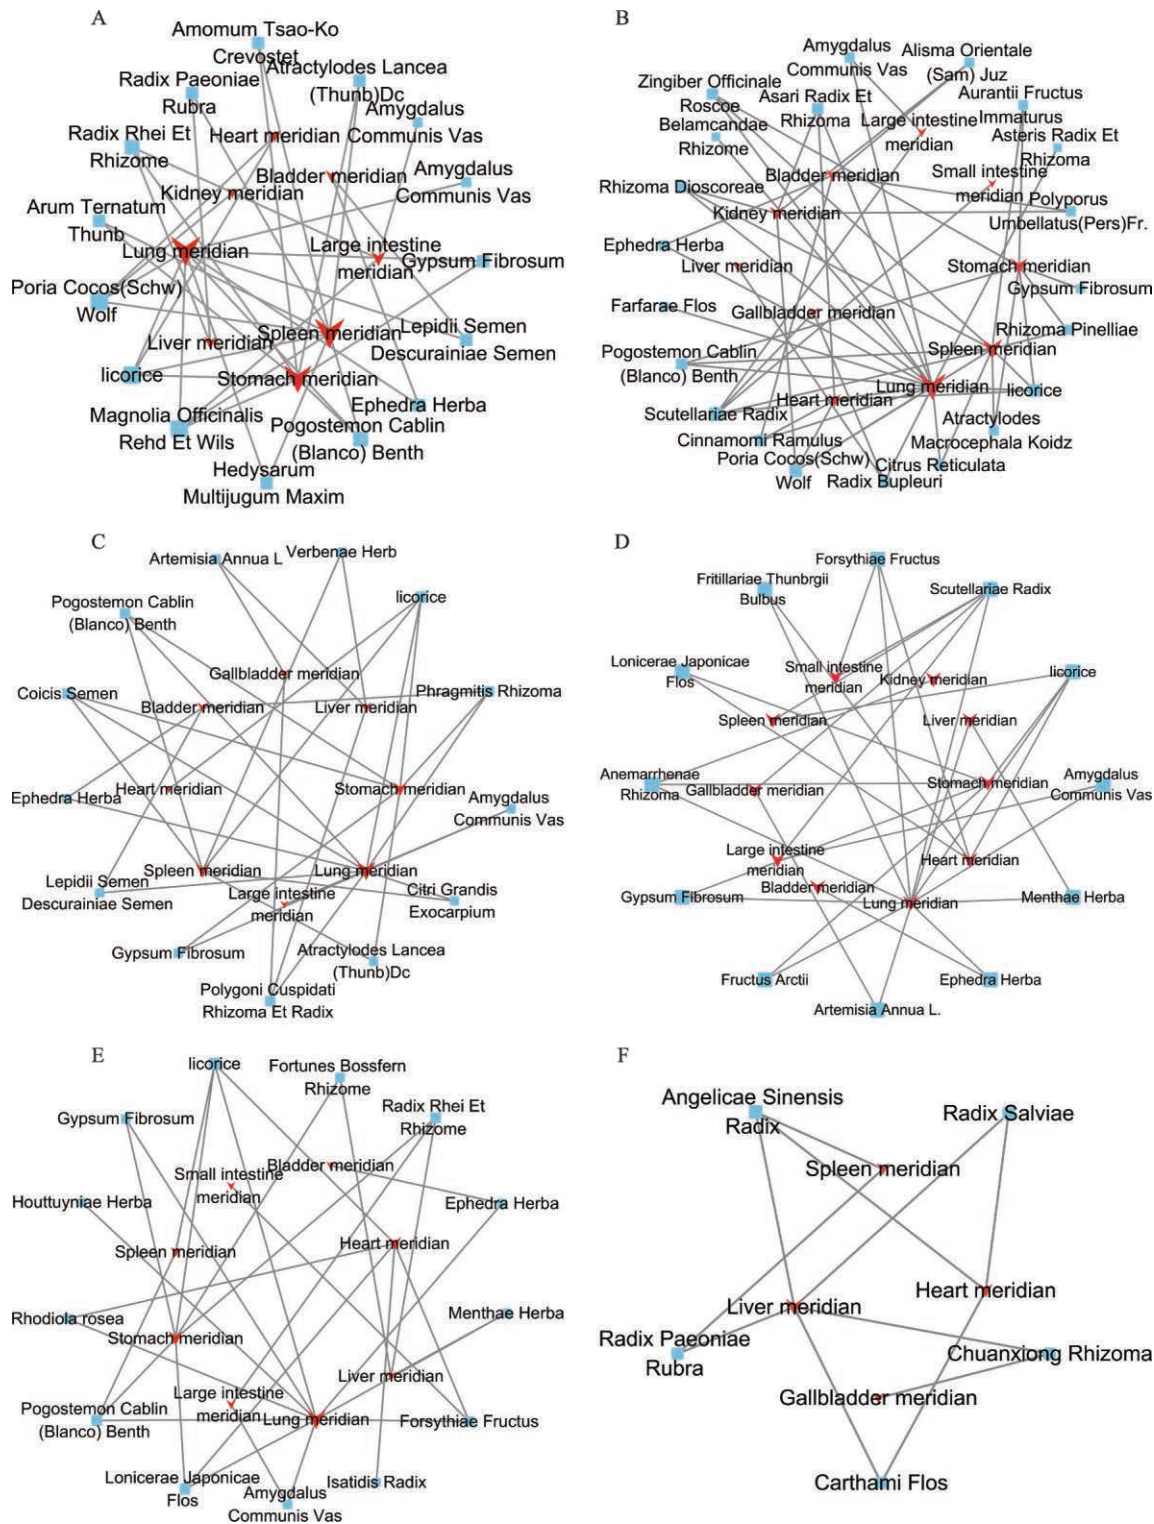 A
Amomum Tsao-Ko
Crevostet
Atractylodes Lancea
(Thunb)Dc
Radix Paeoniae
Rubra
Amygdalus
Communis Vas
Heart meridian
Radix Rhei Et
Rhizome
Bladder meridian
Amygdalus
Communis Vas
Kidney meridian
Arum Ternatum
Thunb
Lung meridian
Large intestine
meridian
Gypsum Fibrosum
Poria Cocos(Schw)
Wolf
Spleen meridian
Liver meridian
Lepidii Semen
Descurainiae Semen
licorice
Stomach meridian
Ephedra Herba
Magnolia Officinalis
Rehd Et Wils
Pogostemon Cablin
(Blanco) Benth
Hedysarum
Multijugum Maxim
B
Amygdalus
Communis Vas
Alisma Orientale
(Sam) Juz
Zingiber Officinale
Roscoe
Asari Radix Et
Rhizoma
Aurantii Fructus
Immaturus
Large intestine
meridian
Belamcandae
Rhizome
Asteris Radix Et
Rhizoma
Bladder meridian
Small intestine
meridian
Rhizoma Dioscoreae
Polyporus
Umbellatus(Pers)Fr.
Kidney meridian
Ephedra Herba
Liver meridian
Stomach meridian
Gypsum Fibrosum
Farfarae Flos
Gallbladder meridian
Rhizoma Pinelliae
Spleen meridian
Pogostemon Cablin
(Blanco) Benth
Lung meridian
licorice
Heart meridian
Scutellariae Radix
Atractylodes
Macrocephala Koidz
Cinnamomi Ramulus
Poria Cocos(Schw)
Wolf
Citrus Reticulata
Radix Bupleuri
C
Artemisia Annua L
Verbenae Herb
licorice
Pogostemon Cablin
(Blanco) Benth
Gallbladder meridian
Coicis Semen
Phragmitis Rhizoma
Bladder meridian
Liver meridian
Ephedra Herba
Heart meridian
Stomach meridian
Amygdalus
Communis Vas
Spleen meridian
Lung meridian
Lepidii Semen
Descurainiae Semen
Large intestine
meridian
Citri Grandis
Exocarpium
Gypsum Fibrosum
Atractylodes Lancea
(Thunb)Dc
Polygoni Cuspidati
Rhizoma Et Radix
D
Forsythiae Fructus
Fritillariae Thunbrgii
Bulbus
Scutellariae Radix
Lonicerae Japonicae
Flos
Small intestine
meridian
Kidney meridian
licorice
Spleen meridian
Liver meridian
Anemarrhenae
Rhizoma
Gallbladder meridian
Stomach meridian
Amygdalus
Communis Vas
Large intestine
meridian
Heart meridian
Bladder meridian
Gypsum Fibrosum
Lung meridian
Menthae Herba
Fructus Arctii
Ephedra Herba
Artemisia Annua L.
E
licorice
Fortunes Bossfern
Rhizome
Radix Rhei Et
Rhizome
Gypsum Fibrosum
Bladder meridian
Small intestine
meridian
Houttuyniae Herba
Ephedra Herba
Spleen meridian
Heart meridian
Rhodiola rosea
Stomach meridian
Menthae Herba
Liver meridian
Pogostemon Cablin
(Blanco) Benth
Large intestine
meridian
Lung meridian
Forsythiae Fructus
Lonicerae Japonicae
Flos
Amygdalus
Communis Vas
Isatidis Radix
F
Angelicae Sinensis
Radix
Radix Salviae
Spleen meridian
Heart meridian
Liver meridian
Radix Paeoniae
Rubra
Chuanxiong Rhizoma
Gallbladder meridian
Carthami Flos